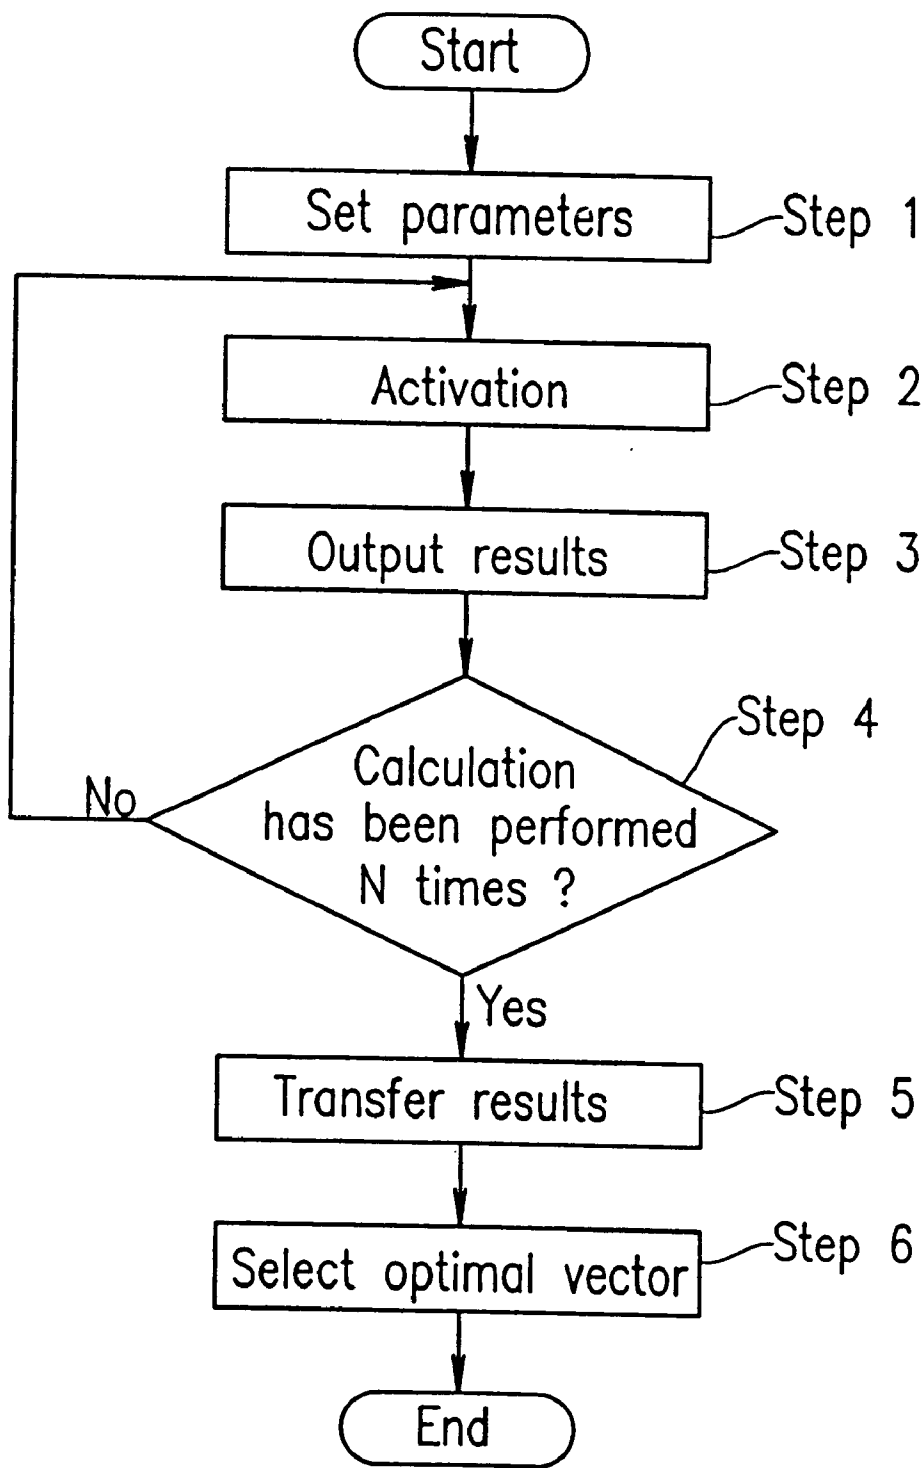 Start
Set parameters
Step 1
Activation
Step 2
Output results
Step 3
Step 4
Calculation
has been performed
N times ?
No
Yes
Transfer results
Step 5
Select optimal vector
Step 6
End